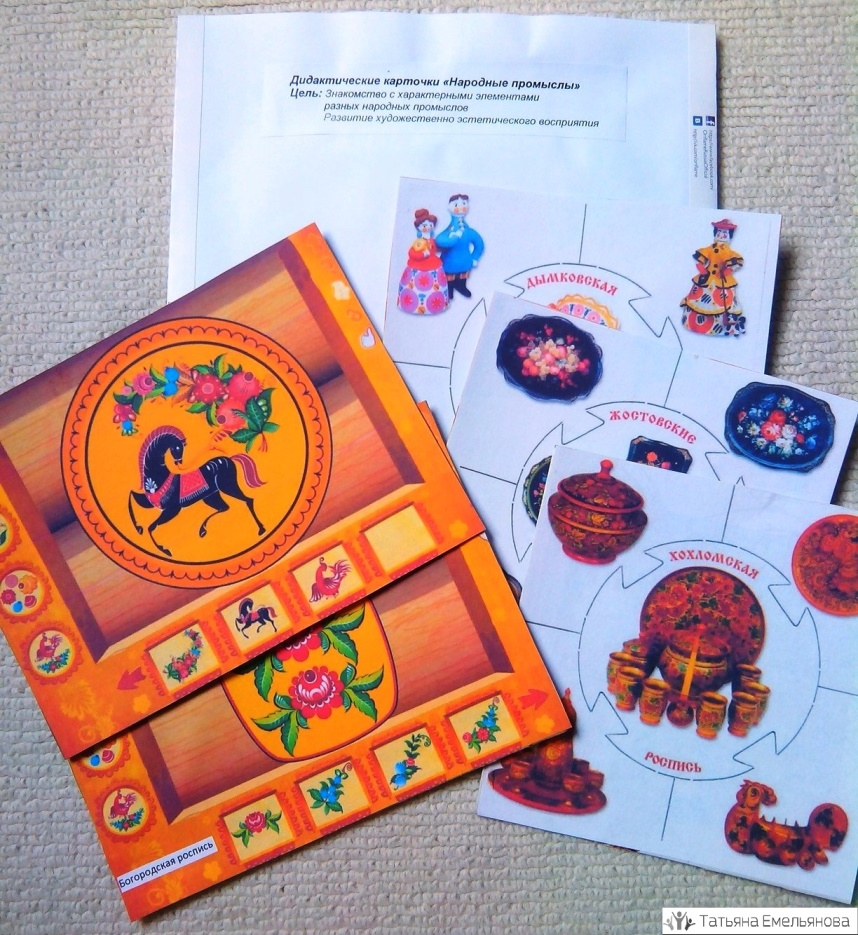 Дидактические карточки «Народные промыслы»
Цель: Знакомство с характерными элементами
разных народных промыслов
Развитие художественно эстетического восприятия
ДЫМКОВСКАЯ
ЖОСТОВСКИЕ
ХОХЛОМСКАЯ
РОСПИСЬ
Богородская роспись
Татьяна Емельянова